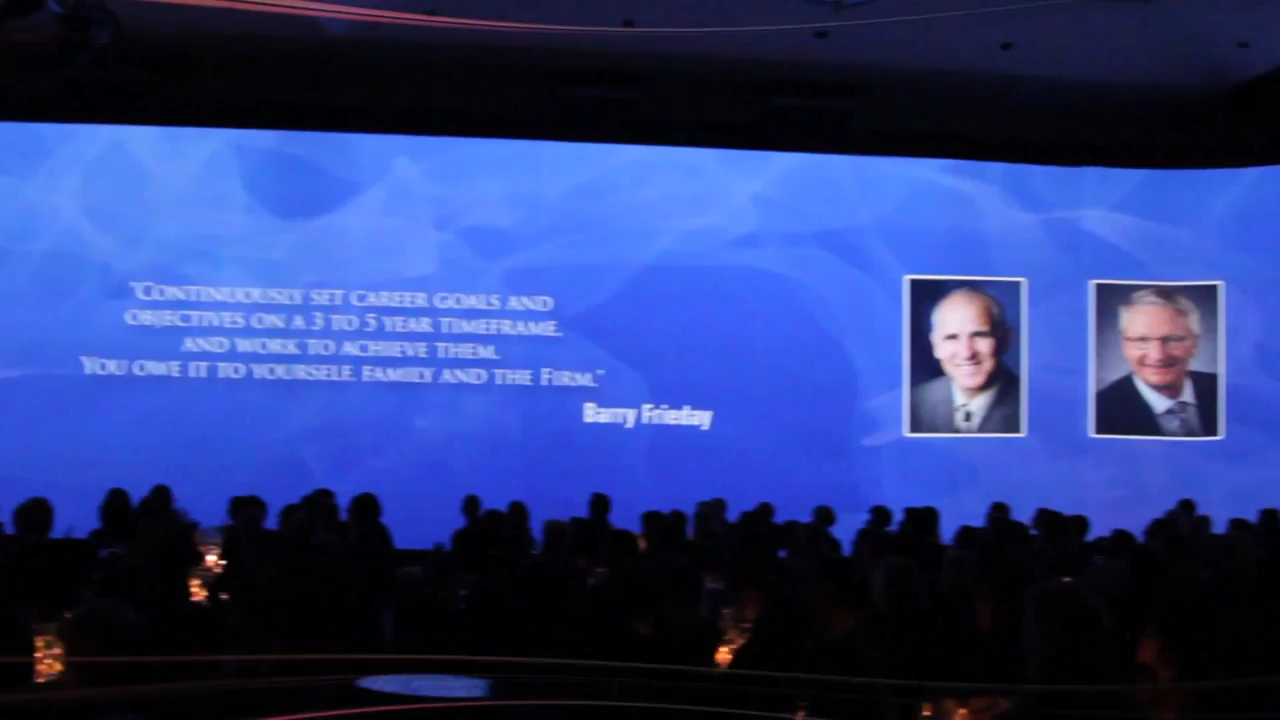 "Continuously set career goals and
objectives on a 3 to 5 year timeframe,
and work to achieve them.
You owe it to yourself, family and the Firm."
Barry Frieday